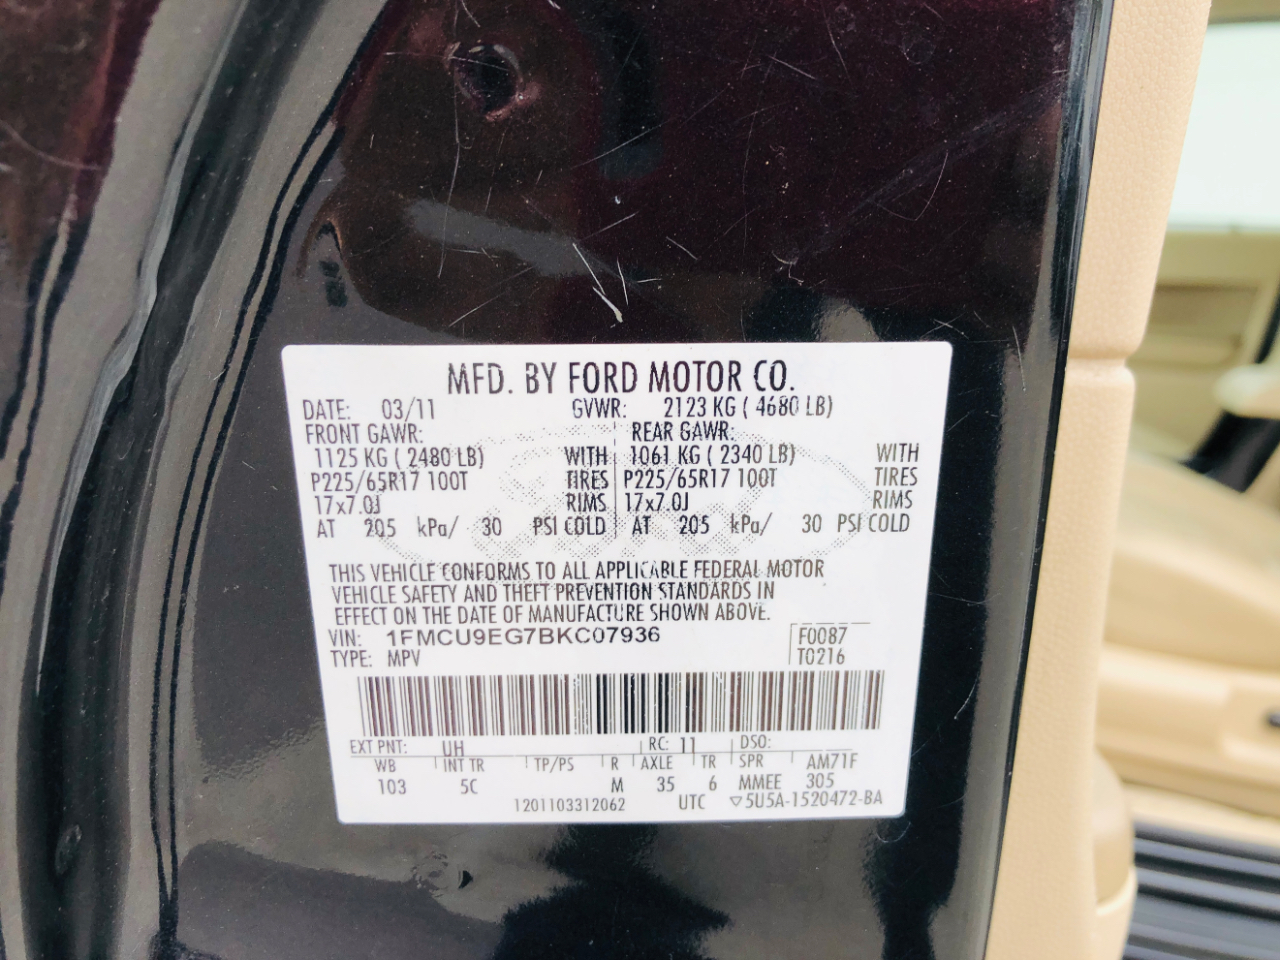 MFD. BY FORD MOTOR CO.
DATE: 03/11 GVWR: 2123 KG ( 4680 LB)
FRONT GAWR: REAR GAWR:
1125 KG ( 2480 LB) WITH 1061 KG ( 2340 LB) WITH
P225/65R17 100T TIRES P225/65R17 100T TIRES
17x7.0J RIMS 17x7.0J RIMS
AT 205 kPa/ 30 PSI COLD AT 205 kPa/ 30 PSI COLD
THIS VEHICLE CONFORMS TO ALL APPLICABLE FEDERAL MOTOR
VEHICLE SAFETY AND THEFT PREVENTION STANDARDS IN
EFFECT ON THE DATE OF MANUFACTURE SHOWN ABOVE.
VIN: 1FMCU9EG7BKC07936 F0087
TYPE: MPV T0216
EXT PNT: UH RC: 11 DSO:
WB INT TR TP/PS R AXLE TR SPR AM71F
103 5C M 35 6 MMEE 305
1201103312062 UTC ▽5U5A-1520472-BA